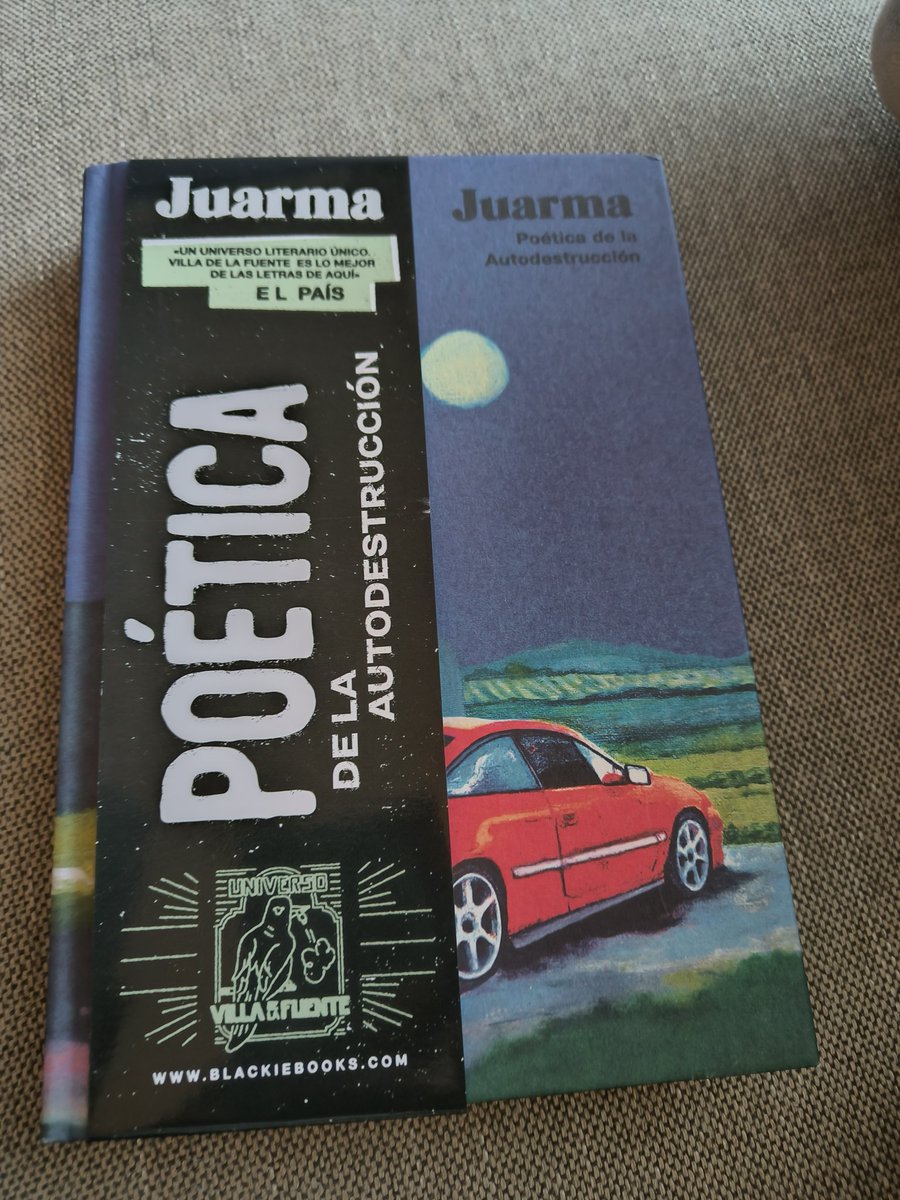 Juarma
«UN UNIVERSO LITERARIO ÚNICO.
VILLA DE LA FUENTE ES LO MEJOR
DE LAS LETRAS DE AQUÍ»
EL PAÍS
POÉTICA
DE LA
AUTODESTRUCCIÓN
UNIVERSO
VILLA DE LA FUENTE
WWW.BLACKIEBOOKS.COM
Juarma
Poética de la
Autodestrucción